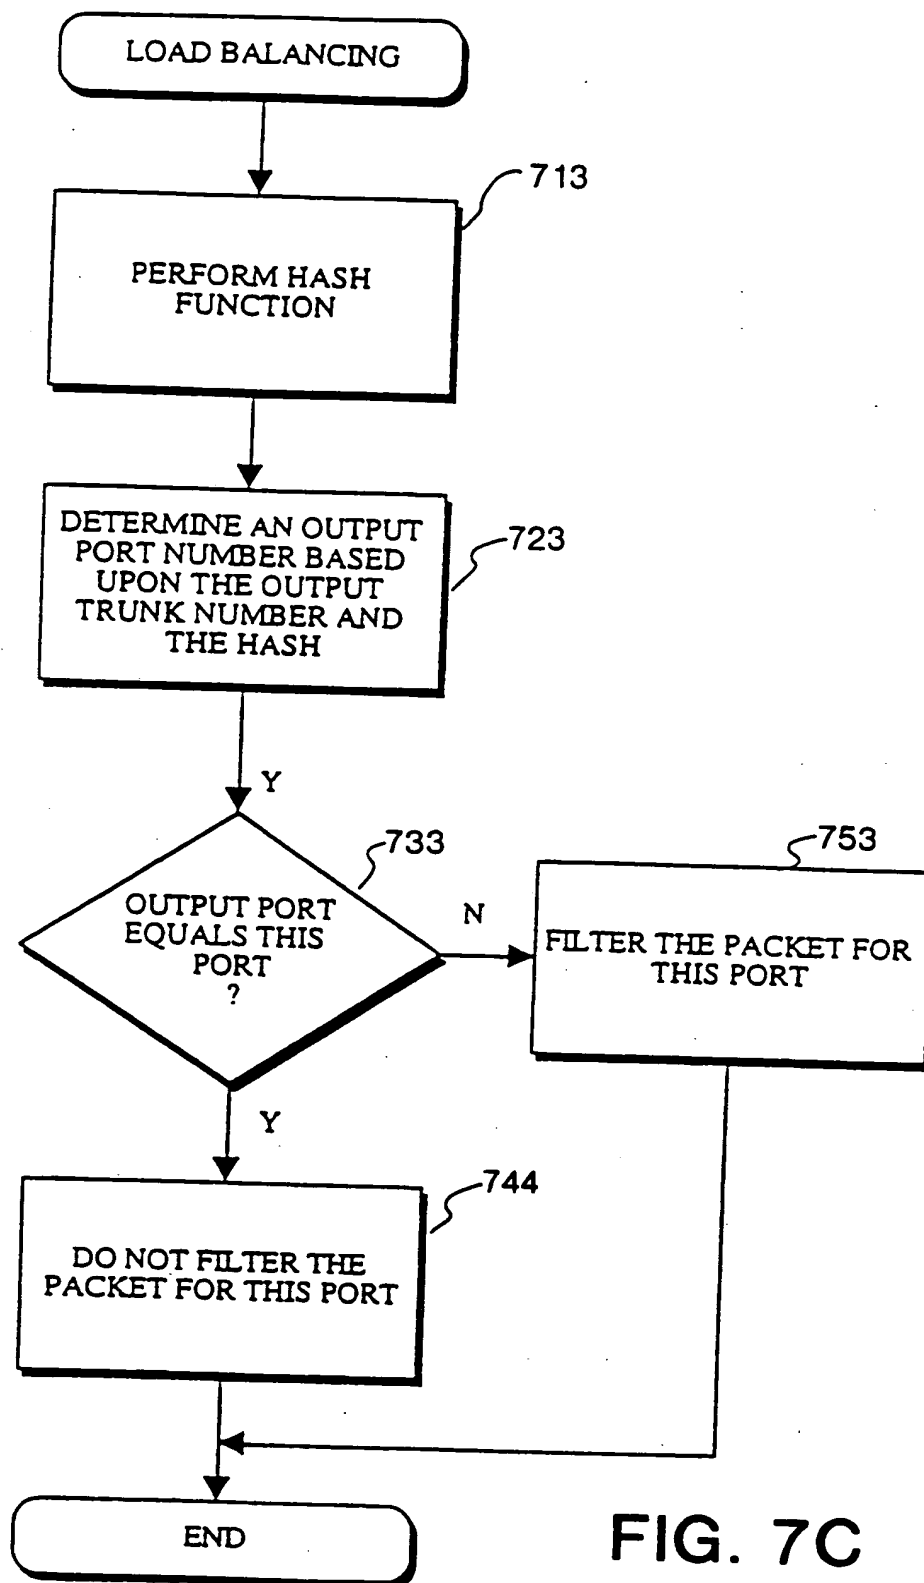 LOAD BALANCING
713
PERFORM HASH
FUNCTION
DETERMINE AN OUTPUT
PORT NUMBER BASED
UPON THE OUTPUT
TRUNK NUMBER AND
THE HASH
723
Y
733
OUTPUT PORT
EQUALS THIS
PORT
?
N
753
FILTER THE PACKET FOR
THIS PORT
Y
744
DO NOT FILTER THE
PACKET FOR THIS PORT
END
FIG. 7C